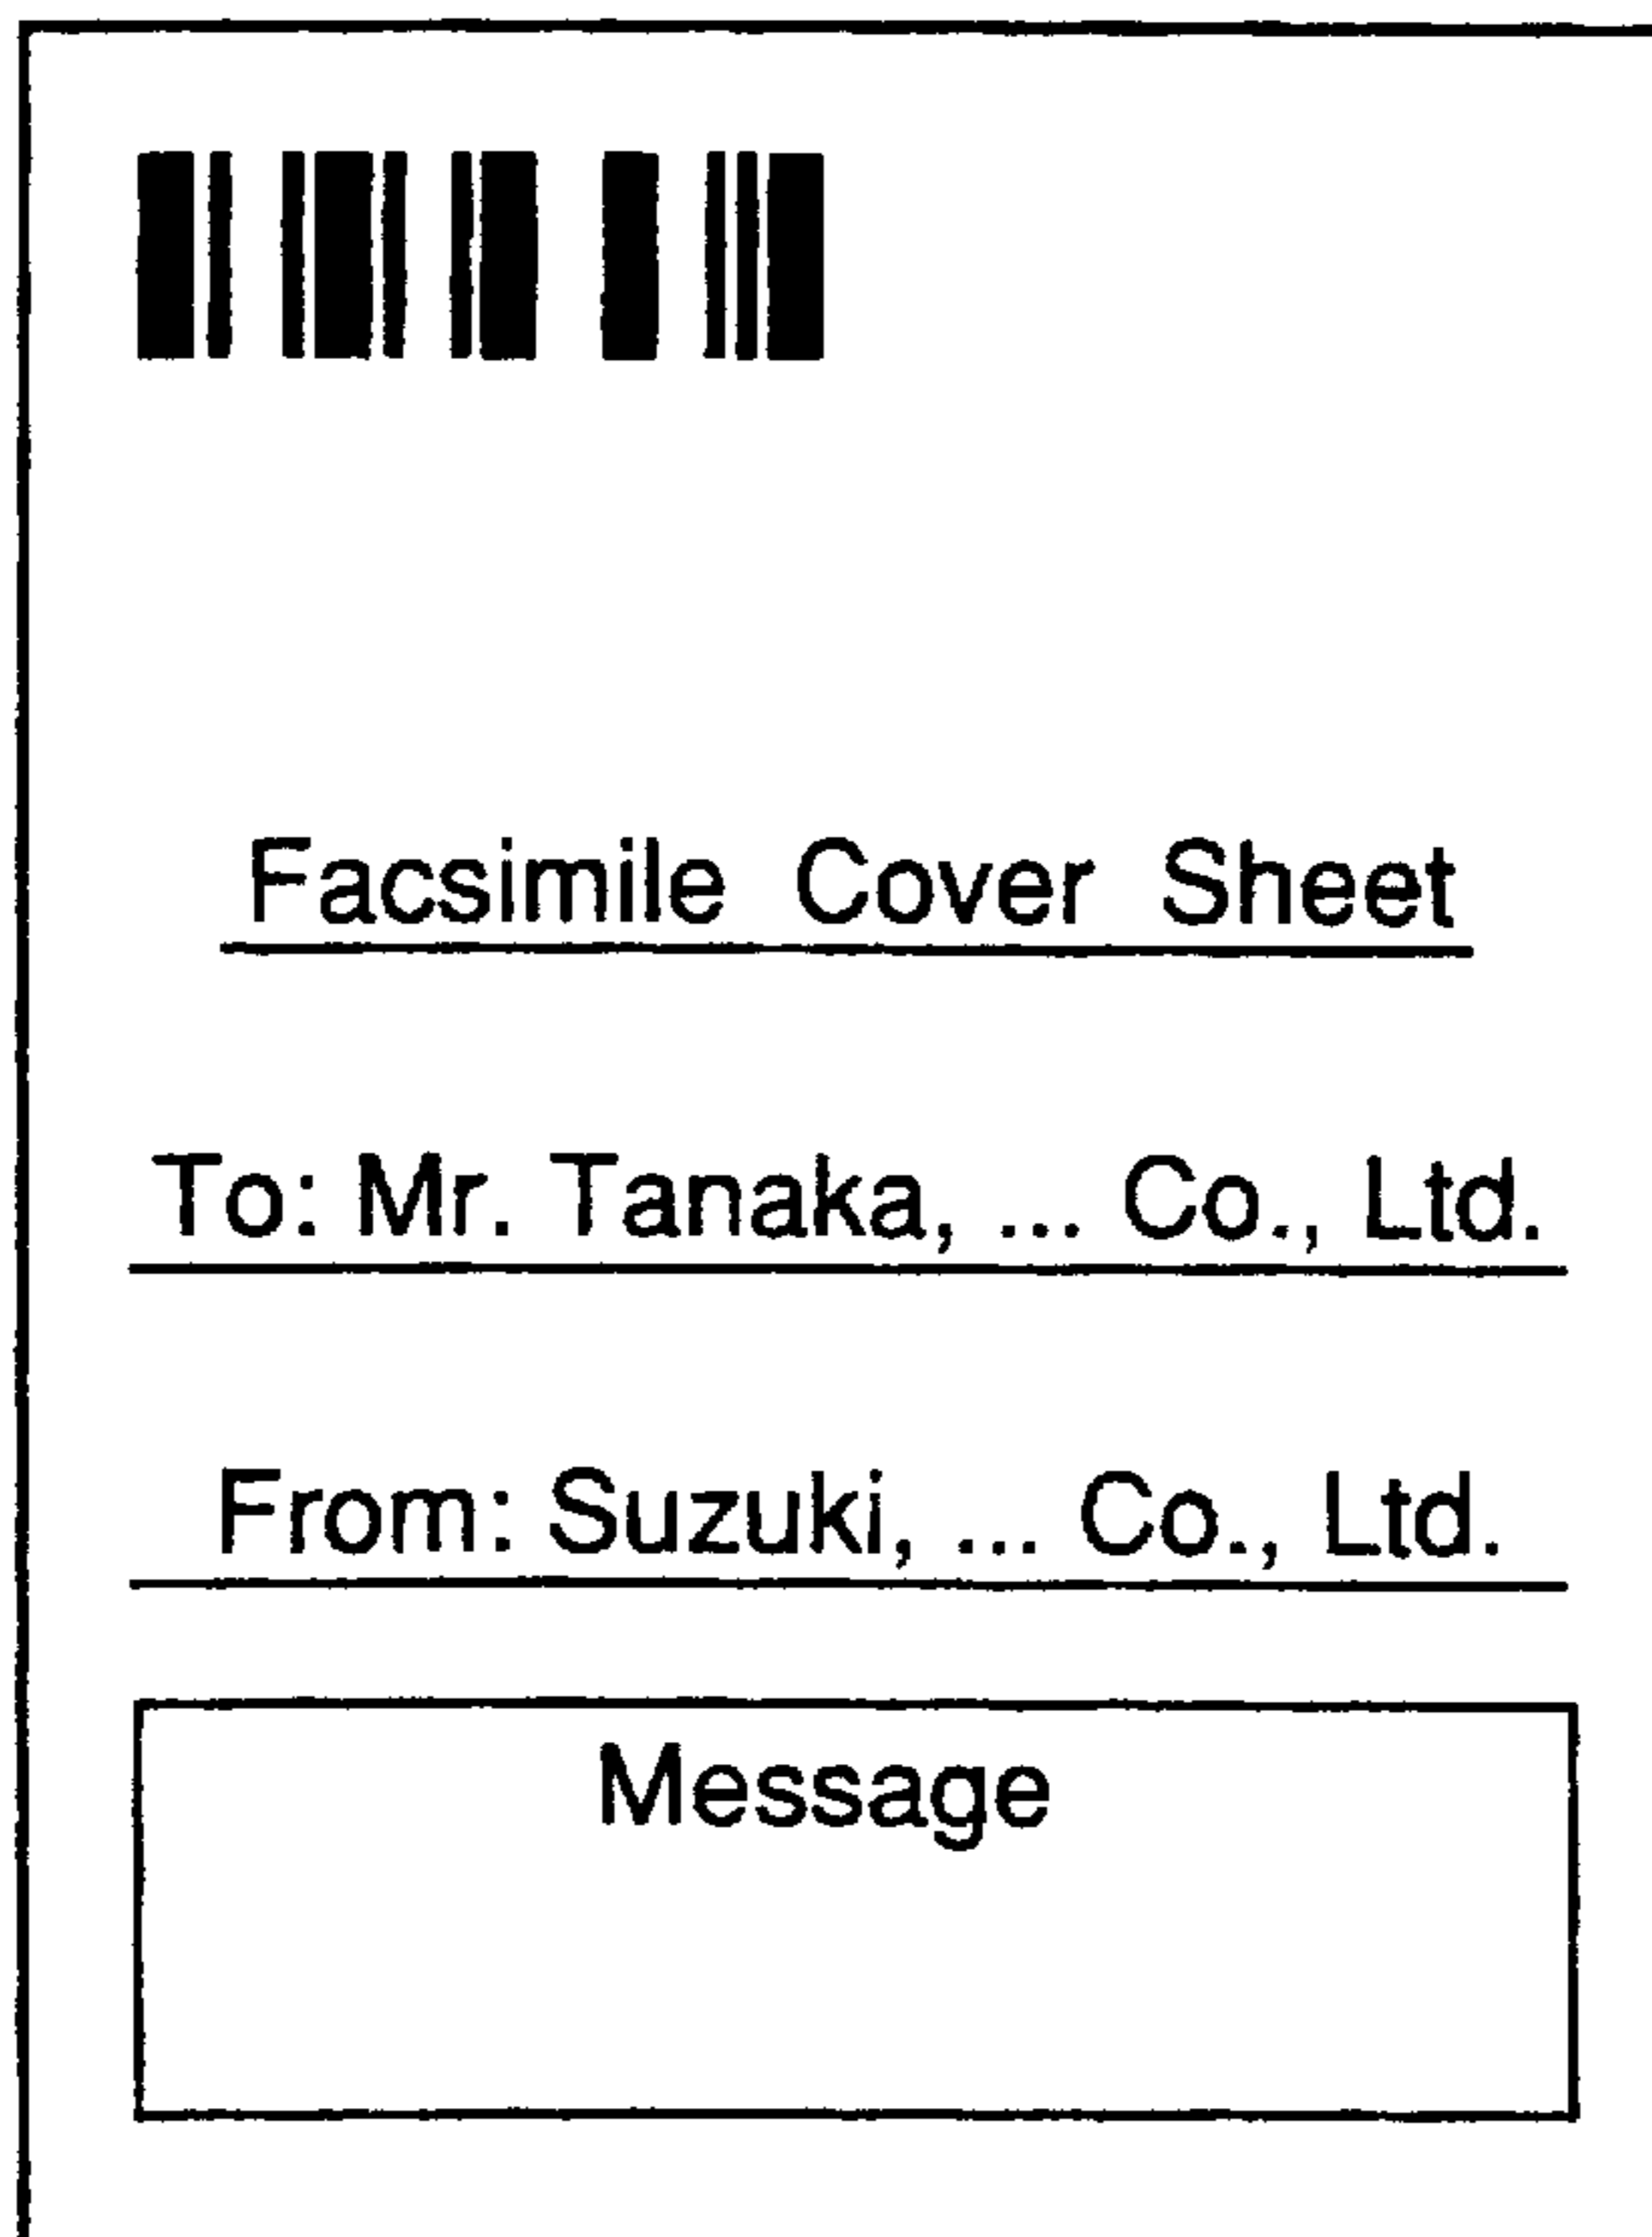 Facsimile Cover Sheet
To: Mr. Tanaka, ... Co., Ltd.
From: Suzuki, ... Co., Ltd.
Message